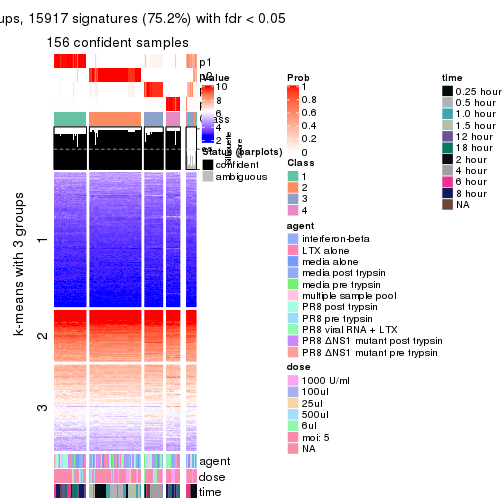 ups, 15917 signatures (75.2%) with fdr < 0.05
156 confident samples
p1
Class
k-means with 3 groups
1
2
3
agent
dose
time
Value
10
8
6
4
2
Status (barplots)
confident
ambiguous
Silhouette
score
Prob
1
0.8
0.6
0.4
0.2
0
Class
1
2
3
4
agent
interferon-beta
LTX alone
media alone
media post trypsin
media pre trypsin
multiple sample pool
PR8 post trypsin
PR8 pre trypsin
PR8 viral RNA + LTX
PR8 ΔNS1 mutant post trypsin
PR8 ΔNS1 mutant pre trypsin
dose
1000 U/ml
100ul
25ul
500ul
6ul
moi: 5
NA
time
0.25 hour
0.5 hour
1.0 hour
1.5 hour
12 hour
18 hour
2 hour
4 hour
6 hour
8 hour
NA